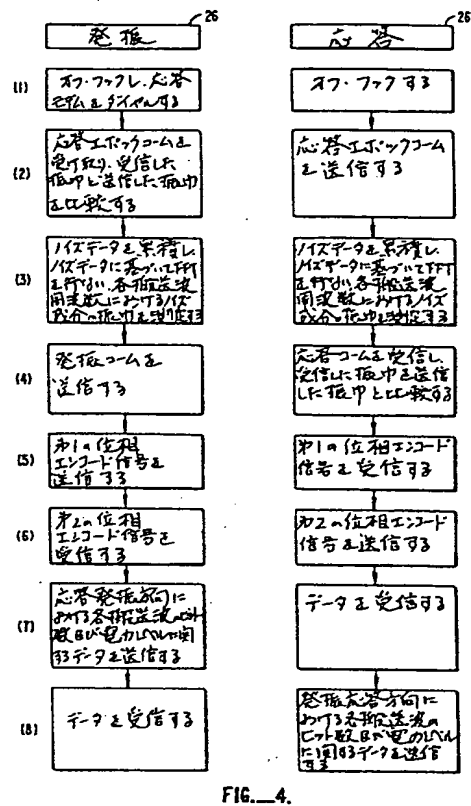 26
発振
26
応答
(1)
オフ・フックし、応答
モデムをダイヤルする
オフ・フックする
(2)
応答エポックコームを
受け取り、受信した
振巾と送信した振巾
を比較する
応答エポックコーム
を送信する
(3)
ノイズデータを累積し、
ノイズデータに基づいてFFT
を行ない、各搬送波
周波数におけるノイズ
成分の振巾を決定する
ノイズデータを累積し、
ノイズデータに基づいてFFT
を行ない、各搬送波
周波数におけるノイズ
成分の振巾を決定する
(4)
発振コームを
送信する
応答コームを受信し、
受信した振巾を送信
した振巾と比較する
(5)
第1の位相
エンコード信号を
送信する
第1の位相エンコード
信号を受信する
(6)
第2の位相
エンコード信号を
受信する
第2の位相エンコード
信号を送信する
(7)
応答発振方向に
おける各搬送波のビット
数及び電力レベルに関
するデータを送信する
データを受信する
(8)
データを受信する
発振応答方向に
おける各搬送波の
ビット数及び電力レベル
に関するデータを送信
する
FIG.__4.